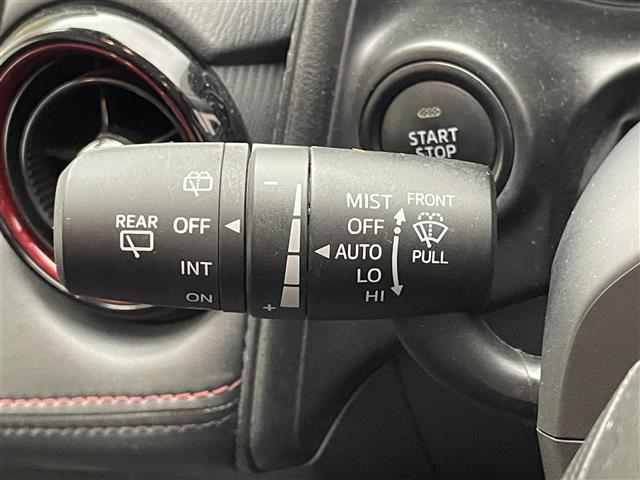 START
STOP
REAR
OFF
INT
ON
−
+
MIST
OFF
AUTO
LO
HI
FRONT
PULL